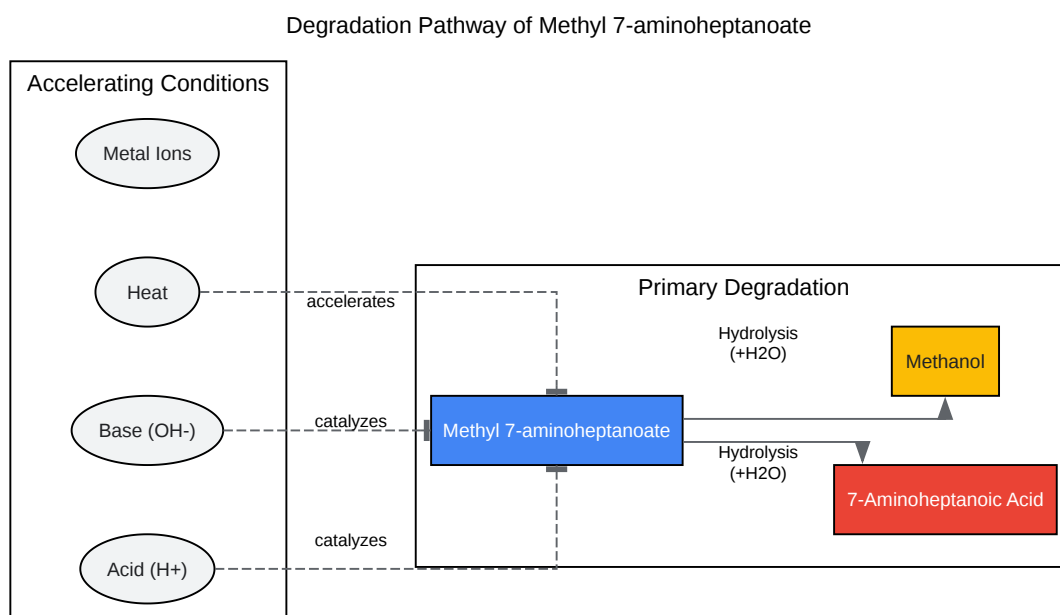 Degradation Pathway of Methyl 7-aminoheptanoate
Accelerating Conditions
Metal Ions
Heat
accelerates
Base (OH-)
catalyzes
Acid (H+)
catalyzes
Primary Degradation
Methyl 7-aminoheptanoate
Hydrolysis
(+H2O)
Methanol
Hydrolysis
(+H2O)
7-Aminoheptanoic Acid